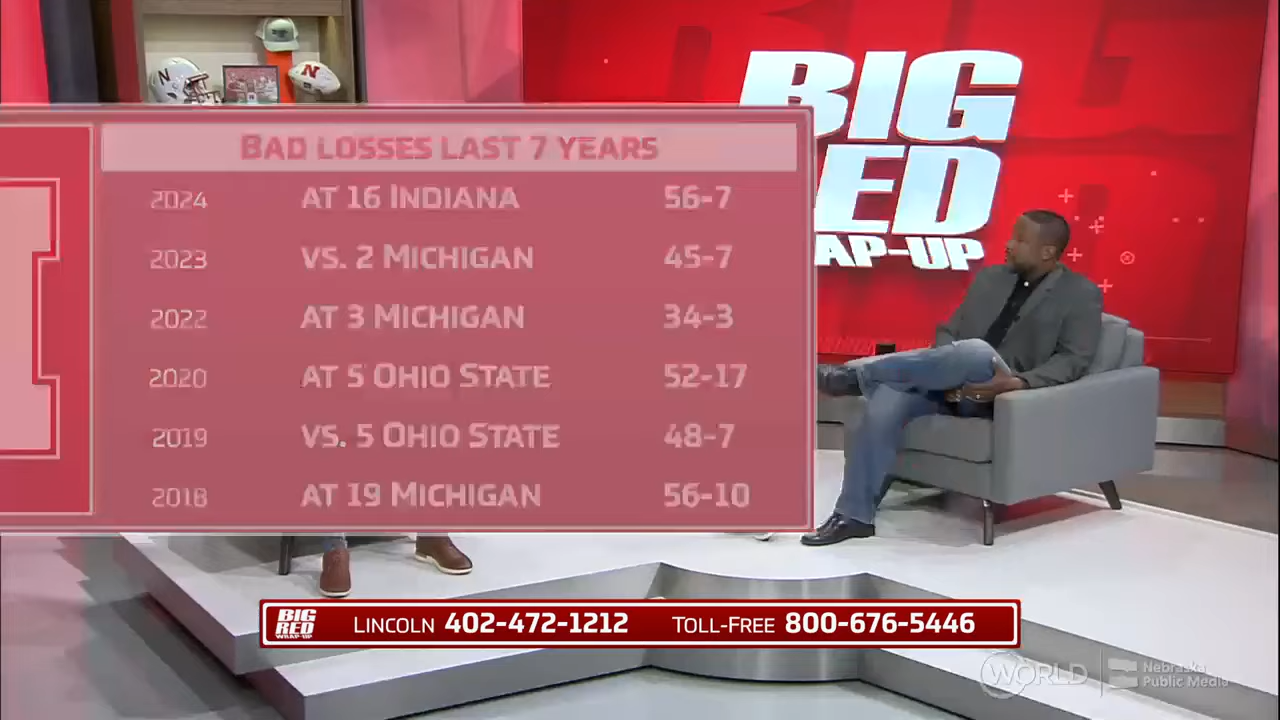 BIG
RED
WRAP-UP
BAD LOSSES LAST 7 YEARS
2024 AT 16 INDIANA 56-7
2023 VS. 2 MICHIGAN 45-7
2022 AT 3 MICHIGAN 34-3
2020 AT 5 OHIO STATE 52-17
2019 VS. 5 OHIO STATE 48-7
2018 AT 19 MICHIGAN 56-10
N
N
BIG
RED
WRAP-UP
LINCOLN 402-472-1212 TOLL-FREE 800-676-5446
WORLD
Nebraska
Public Media